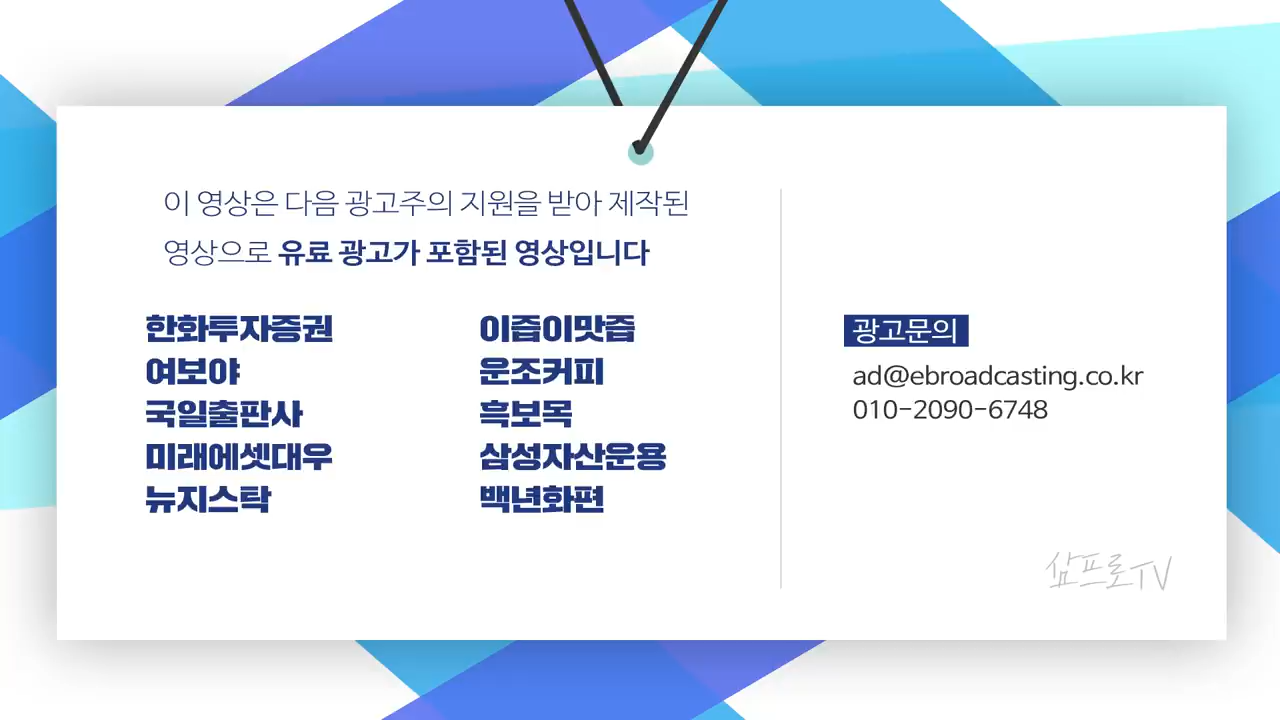 이 영상은 다음 광고주의 지원을 받아 제작된
영상으로 유료 광고가 포함된 영상입니다
한화투자증권
여보야
국일출판사
미래에셋대우
뉴지스탁
이즙이맛즙
운조커피
흑보목
삼성자산운용
백년화편
광고문의
ad@ebroadcasting.co.kr
010-2090-6748
삼프로TV